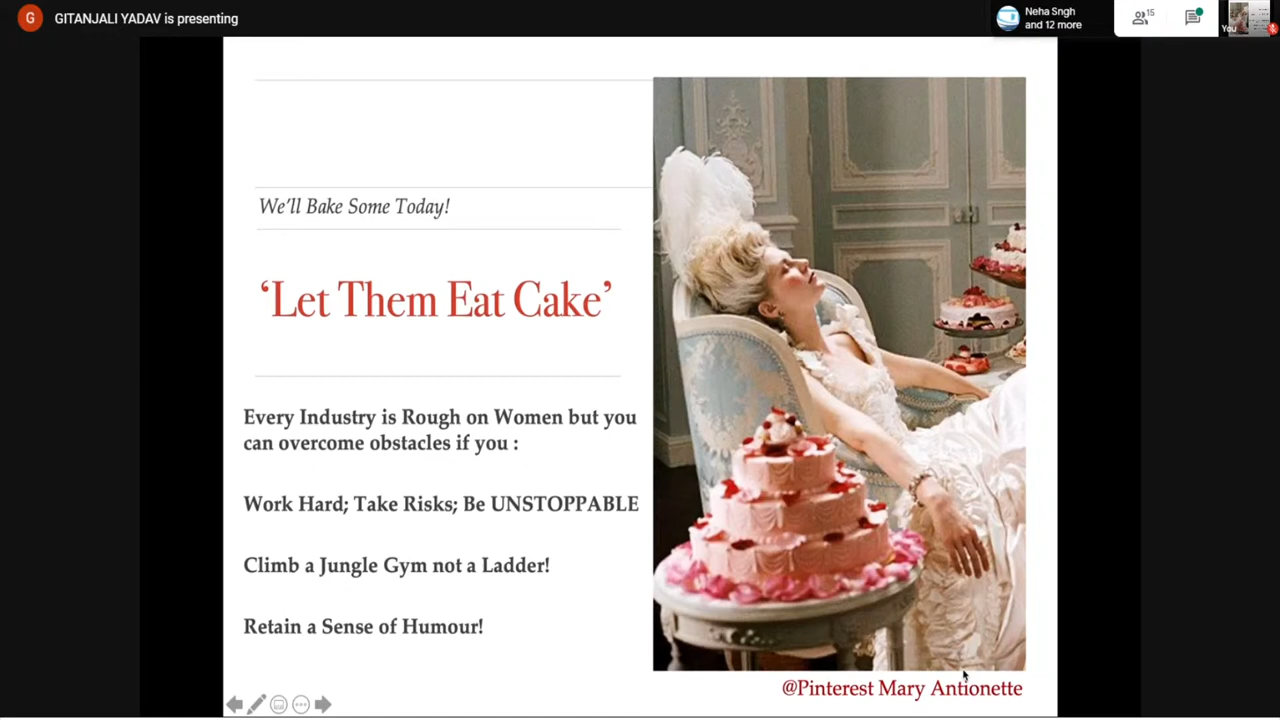 G GITANJALI YADAV is presenting
Neha Sngh
and 12 more
15
You
We'll Bake Some Today!
‘Let Them Eat Cake’
Every Industry is Rough on Women but you
can overcome obstacles if you :
Work Hard; Take Risks; Be UNSTOPPABLE
Climb a Jungle Gym not a Ladder!
Retain a Sense of Humour!
@Pinterest Mary Antionette